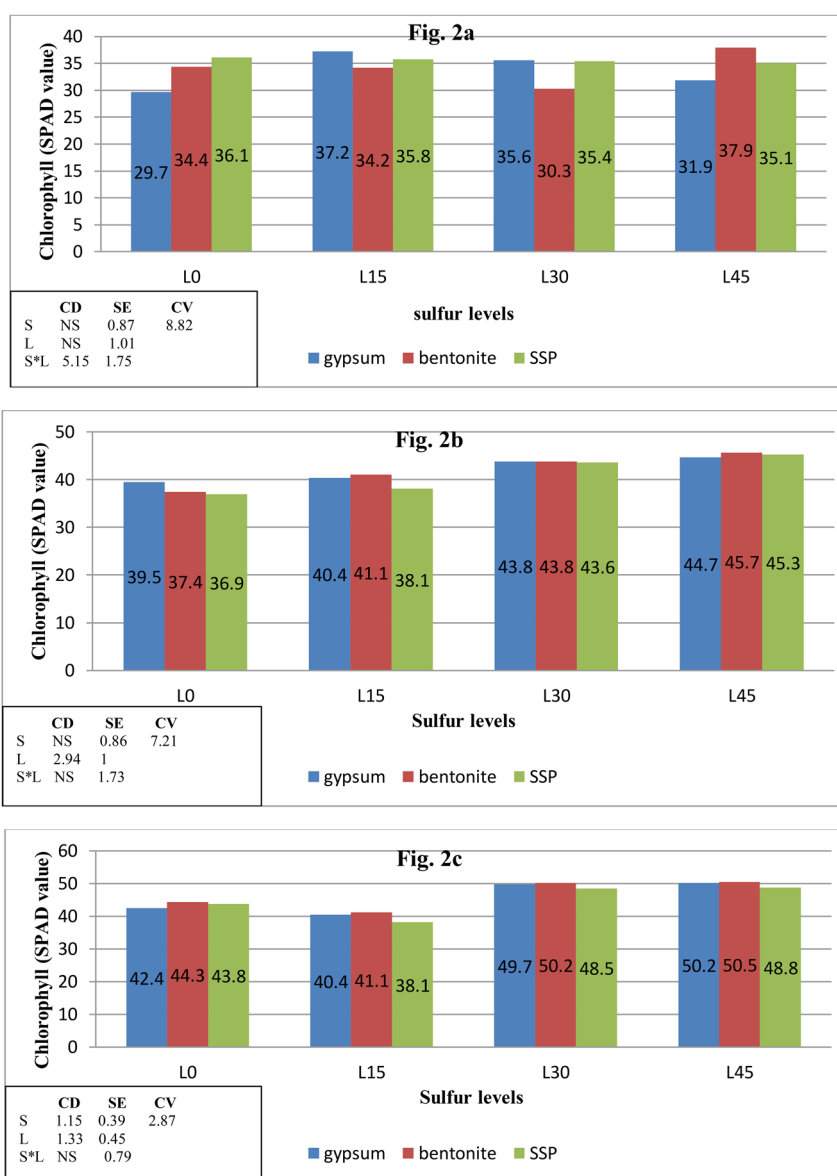 Fig. 2a
Chlorophyll (SPAD value)
40
35
30
25
20
15
10
5
0
29.7 34.4 36.1 37.2 34.2 35.8 35.6 30.3 35.4 31.9 37.9 35.1
L0 L15 L30 L45
sulfur levels
CD SE CV
S NS 0.87 8.82
L NS 1.01
S*L 5.15 1.75
gypsum bentonite SSP
Fig. 2b
Chlorophyll (SPAD value)
50
40
30
20
10
0
39.5 37.4 36.9 40.4 41.1 38.1 43.8 43.8 43.6 44.7 45.7 45.3
L0 L15 L30 L45
Sulfur levels
CD SE CV
S NS 0.86 7.21
L 2.94 1
S*L NS 1.73
gypsum bentonite SSP
Fig. 2c
Chlorophyll (SPAD value)
60
50
40
30
20
10
0
42.4 44.3 43.8 40.4 41.1 38.1 49.7 50.2 48.5 50.2 50.5 48.8
L0 L15 L30 L45
Sulfur levels
CD SE CV
S 1.15 0.39 2.87
L 1.33 0.45
S*L NS 0.79
gypsum bentonite SSP